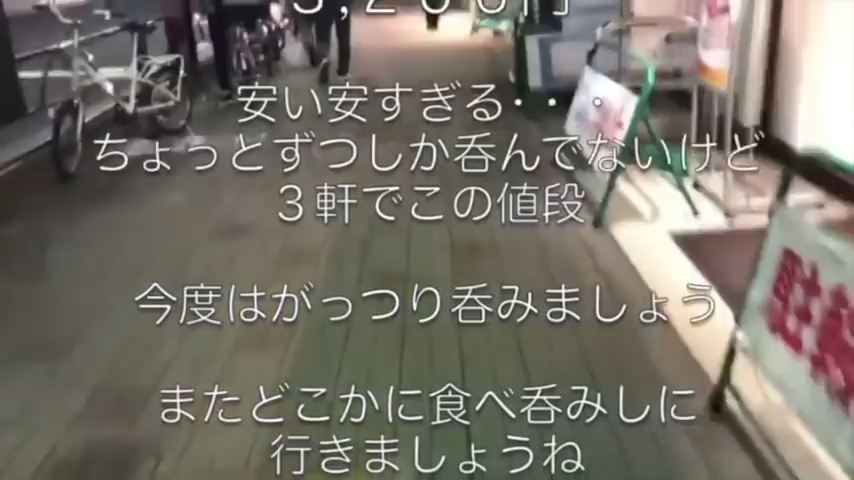 安い安すぎる・・・
ちょっとずつしか呑んでないけど
３軒でこの値段
今度はがっつり呑みましょう
またどこかに食べ呑みしに
行きましょうね